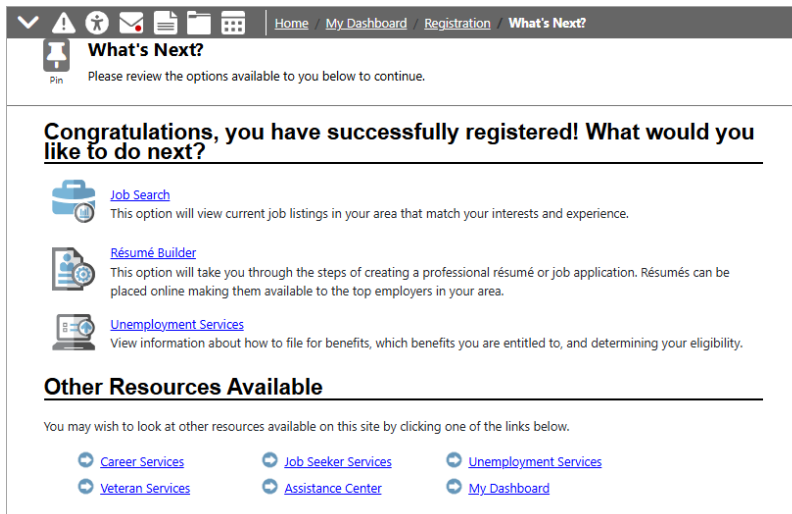 Home / My Dashboard / Registration / What's Next?
What's Next?
Pin
Please review the options available to you below to continue.
Congratulations, you have successfully registered! What would you
like to do next?
Job Search
This option will view current job listings in your area that match your interests and experience.
Résumé Builder
This option will take you through the steps of creating a professional résumé or job application. Résumés can be
placed online making them available to the top employers in your area.
Unemployment Services
View information about how to file for benefits, which benefits you are entitled to, and determining your eligibility.
Other Resources Available
You may wish to look at other resources available on this site by clicking one of the links below.
Career Services Job Seeker Services Unemployment Services
Veteran Services Assistance Center My Dashboard